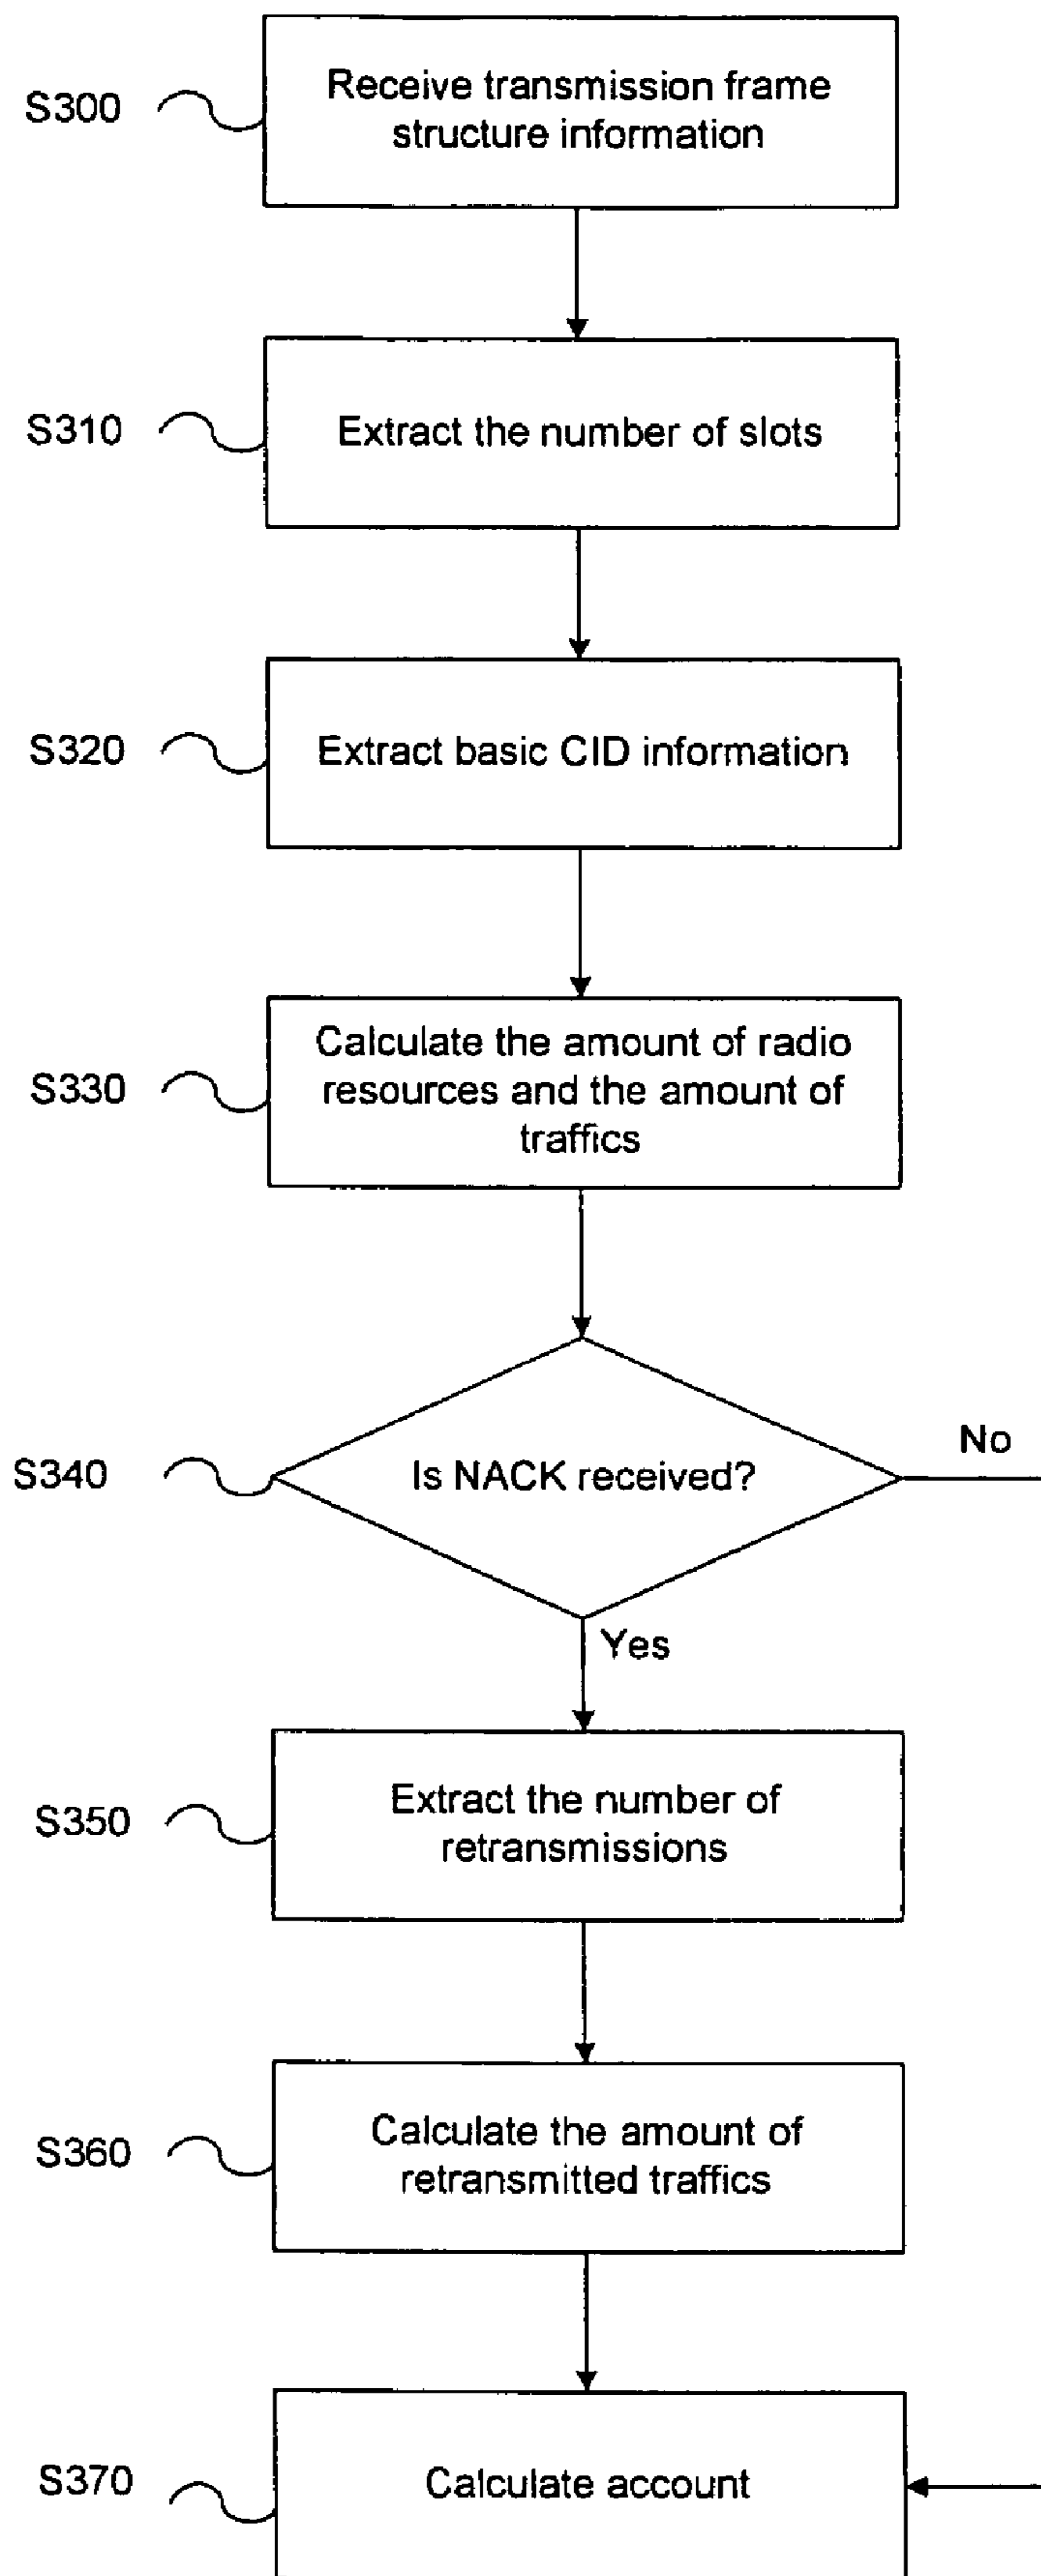 S300
Receive transmission frame
structure information
S310
Extract the number of slots
S320
Extract basic CID information
S330
Calculate the amount of radio
resources and the amount of
traffics
S340
Is NACK received?
No
Yes
S350
Extract the number of
retransmissions
S360
Calculate the amount of
retransmitted traffics
S370
Calculate account